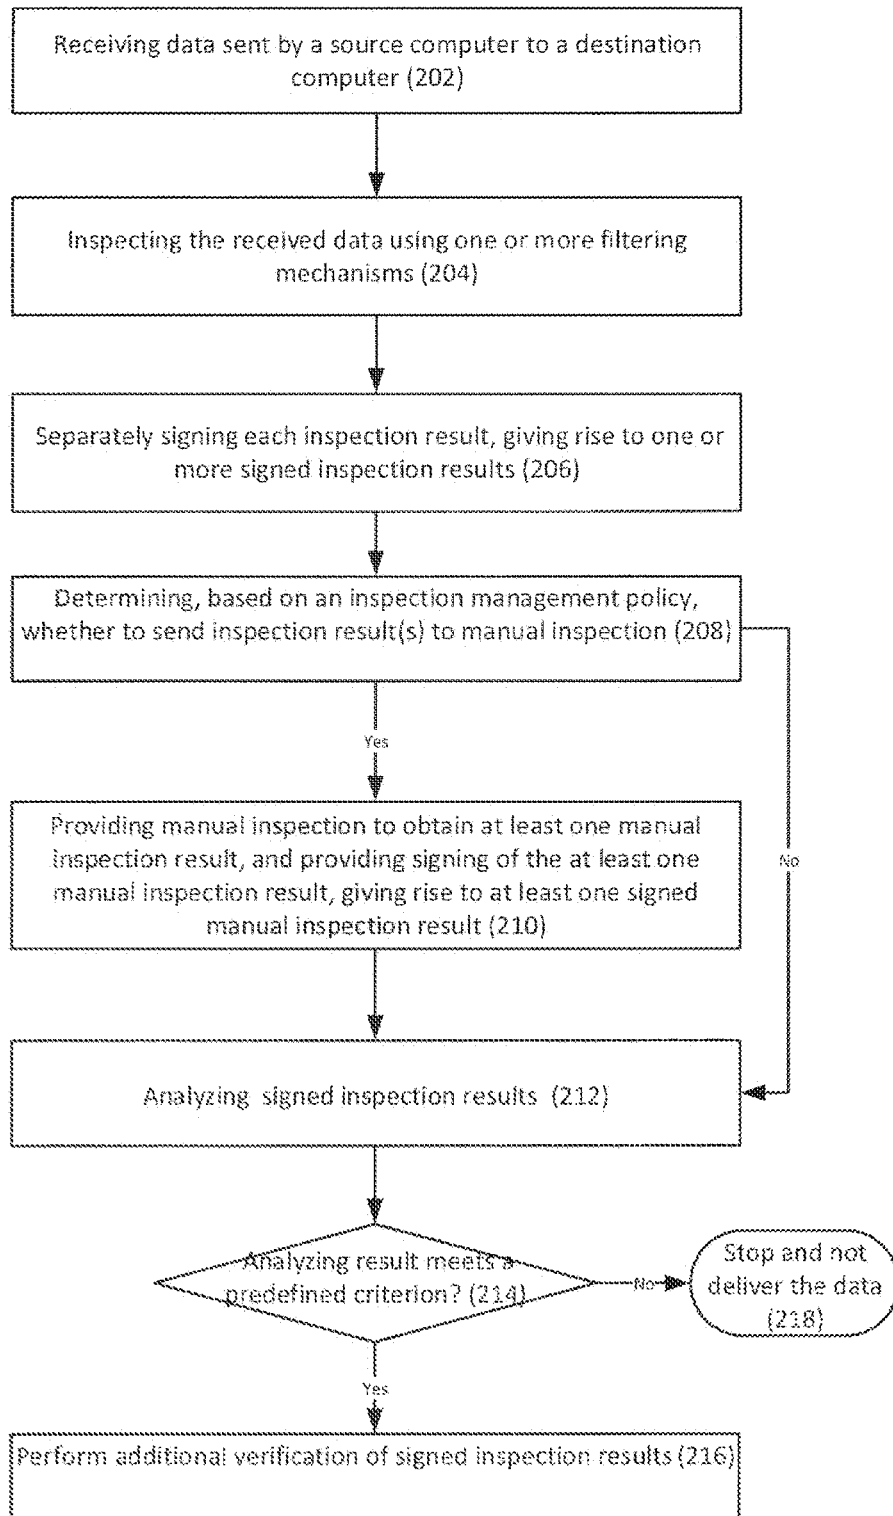 Receiving data sent by a source computer to a destination
computer (202)
Inspecting the received data using one or more filtering
mechanisms (204)
Separately signing each inspection result, giving rise to one or
more signed inspection results (206)
Determining, based on an inspection management policy,
whether to send inspection result(s) to manual inspection (208)
Yes
Providing manual inspection to obtain at least one manual
inspection result, and providing signing of the at least one
manual inspection result, giving rise to at least one signed
manual inspection result (210)
No
Analyzing signed inspection results (212)
Analyzing result meets a
predefined criterion? (214)
No
Stop and not
deliver the data
(218)
Yes
Perform additional verification of signed inspection results (216)